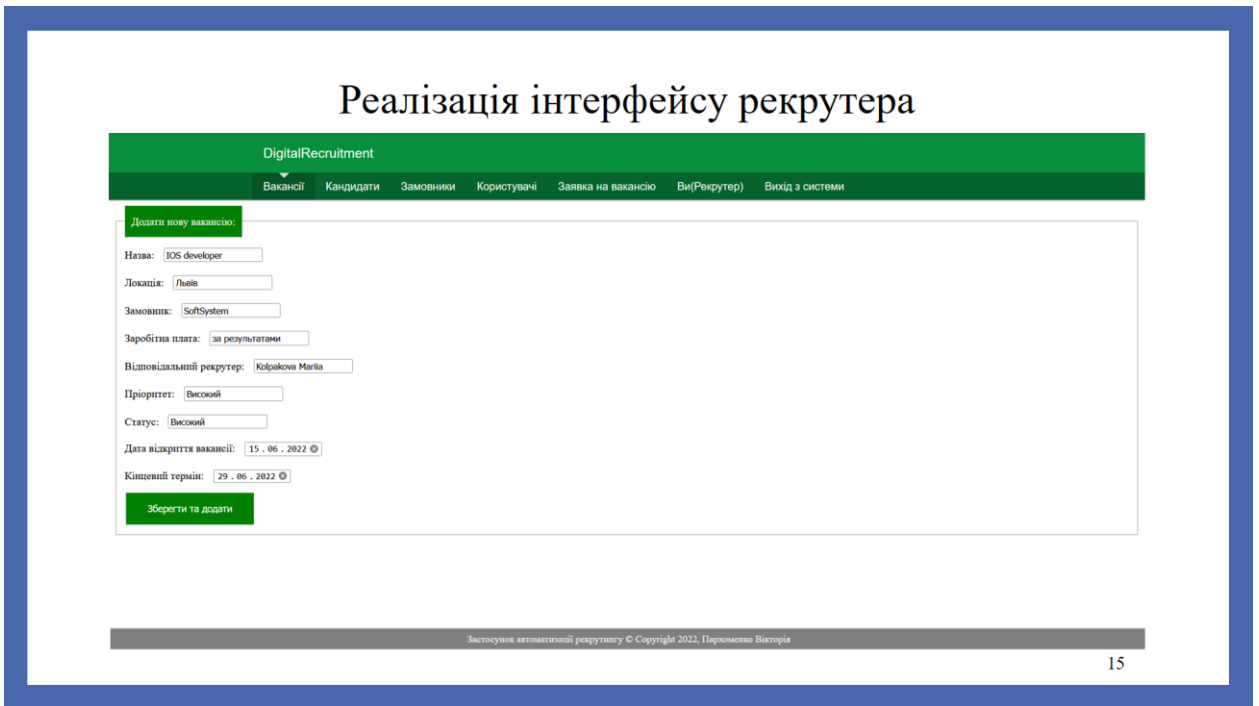 Реалізація інтерфейсу рекрутера
DigitalRecruitment
Вакансії Кандидати Замовники Користувачі Заявка на вакансію Ви(Рекрутер) Вихід з системи
Додати нову вакансію:
Назва: IOS developer
Локація: Львів
Замовник: SoftSystem
Заробітна плата: за результатами
Відповідальний рекрутер: Kolpakova Mariia
Пріоритет: Високий
Статус: Високий
Дата відкриття вакансії: 15.06.2022
Кінцевий термін: 29.06.2022
Зберегти та додати
Застосунок автоматизації рекрутингу © Copyright 2022, Пархоменко Вікторія
15